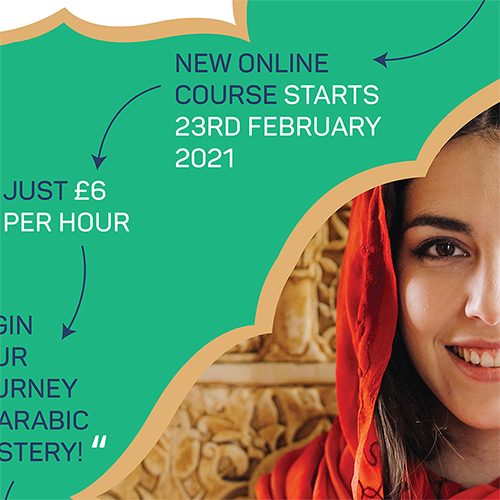 NEW ONLINE
COURSE STARTS
23RD FEBRUARY
2021
JUST £6
PER HOUR
GIN
UR
URNEY
ARABIC
STERY! “